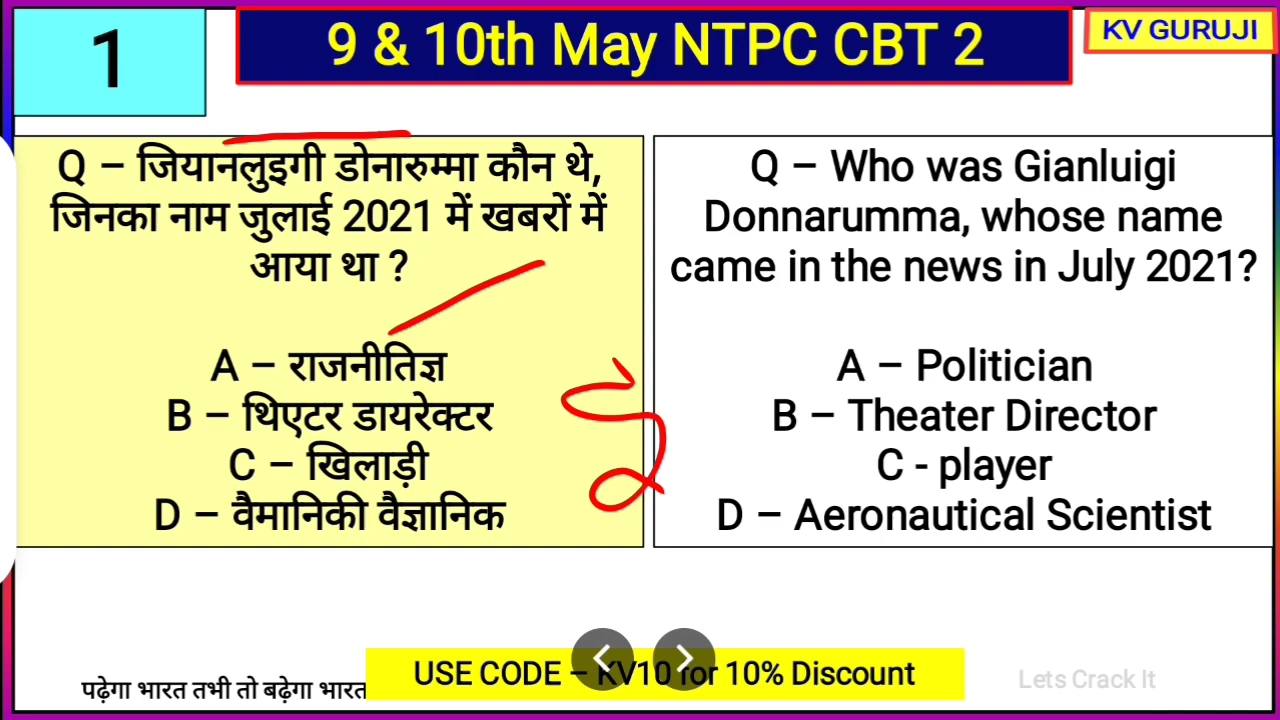 1
9 & 10th May NTPC CBT 2
KV GURUJI
Q – जियानलुइगी डोनारुम्मा कौन थे,
जिनका नाम जुलाई 2021 में खबरों में
आया था ?
A – राजनीतिज्ञ
B – थिएटर डायरेक्टर
C – खिलाड़ी
D – वैमानिकी वैज्ञानिक
Q – Who was Gianluigi
Donnarumma, whose name
came in the news in July 2021?
A – Politician
B – Theater Director
C - player
D – Aeronautical Scientist
पढ़ेगा भारत तभी तो बढ़ेगा भारत
USE CODE – KV10 for 10% Discount
Lets Crack It